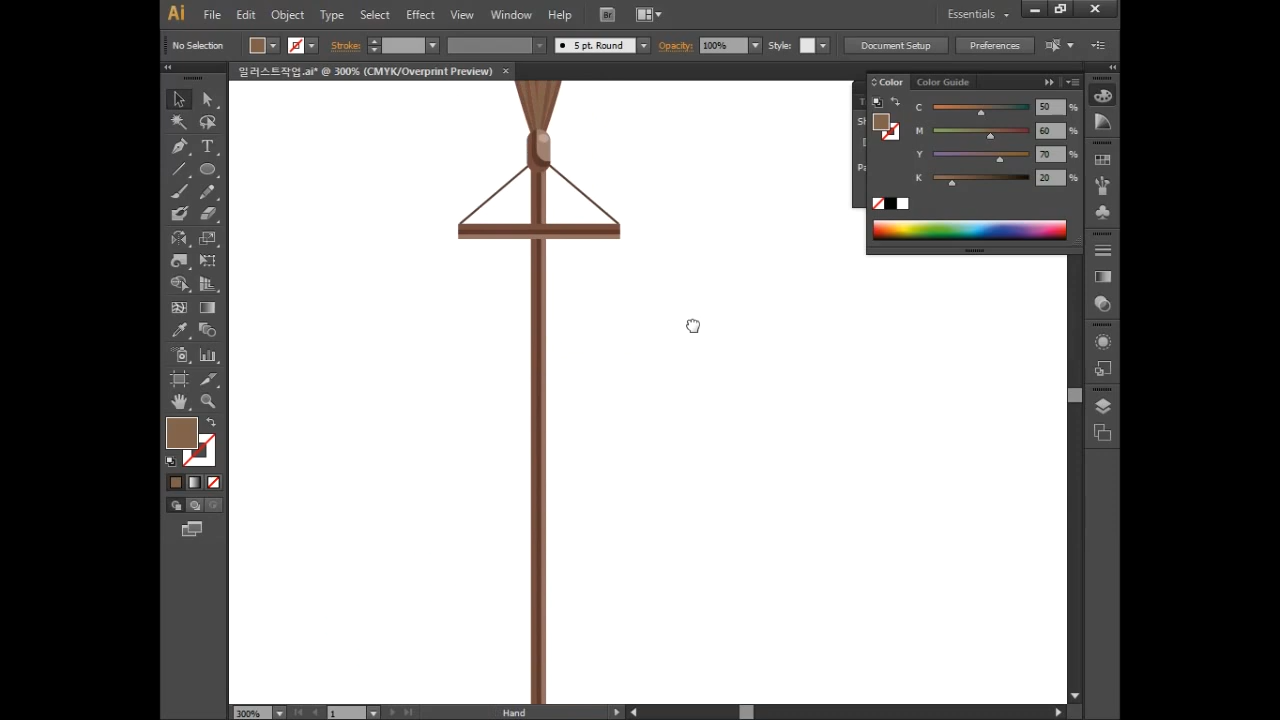 Ai File Edit Object Type Select Effect View Window Help Br Essentials
No Selection Stroke: 5 pt. Round Opacity: 100% Style: Document Setup Preferences
일러스트작업.ai* @ 300% (CMYK/Overprint Preview) ×
Color Color Guide
C 50 %
M 60 %
Y 70 %
K 20 %
T
300% 1 Hand